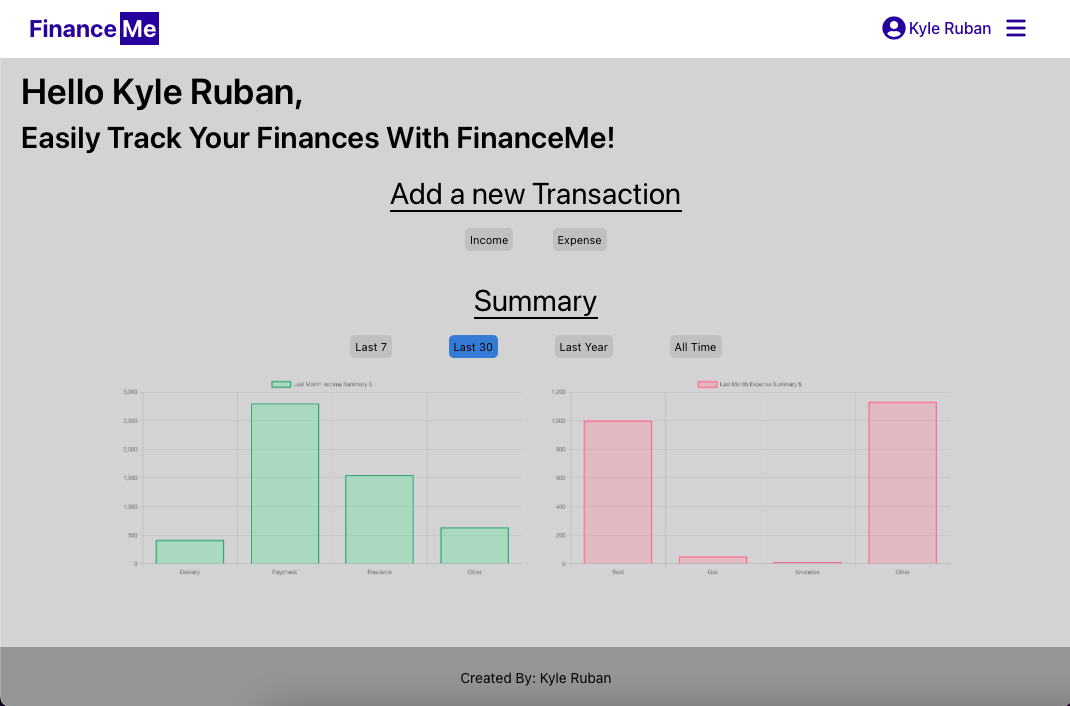 FinanceMe
Kyle Ruban
Hello Kyle Ruban,
Easily Track Your Finances With FinanceMe!
Add a new Transaction
Income Expense
Summary
Last 7 Last 30 Last Year All Time
Last Month Income Summary $
3,000
2,500
2,000
1,500
1,000
500
0
Delivery Paychecks Freelance Other
Last Month Expense Summary $
1,200
1,000
800
600
400
200
0
Rent Gas Groceries Other
Created By: Kyle Ruban